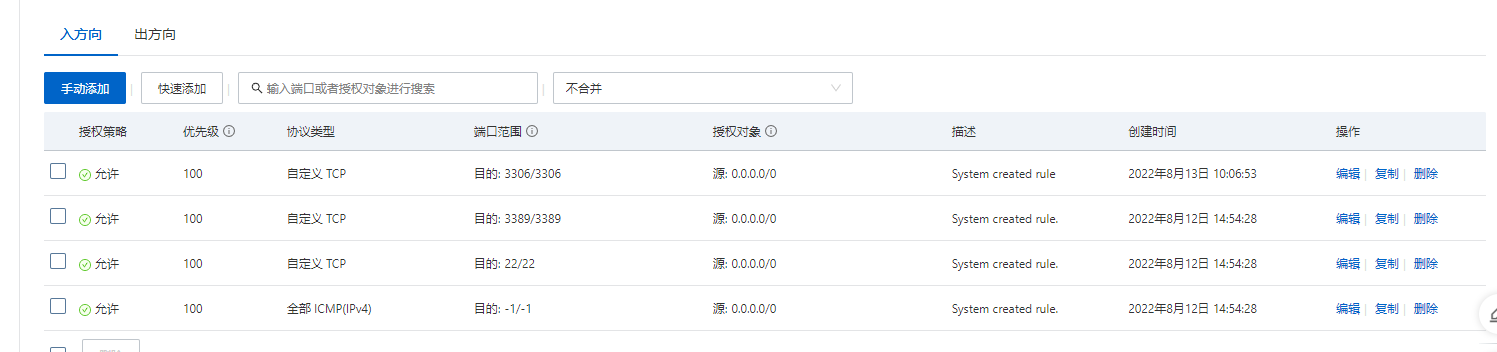 入方向 出方向
手动添加 快速添加 输入端口或者授权对象进行搜索 不合并
授权策略 优先级 协议类型 端口范围 授权对象 描述 创建时间 操作
允许 100 自定义 TCP 目的: 3306/3306 源: 0.0.0.0/0 System created rule 2022年8月13日 10:06:53 编辑 复制 删除
允许 100 自定义 TCP 目的: 3389/3389 源: 0.0.0.0/0 System created rule. 2022年8月12日 14:54:28 编辑 复制 删除
允许 100 自定义 TCP 目的: 22/22 源: 0.0.0.0/0 System created rule. 2022年8月12日 14:54:28 编辑 复制 删除
允许 100 全部 ICMP(IPv4) 目的: -1/-1 源: 0.0.0.0/0 System created rule. 2022年8月12日 14:54:28 编辑 复制 删除